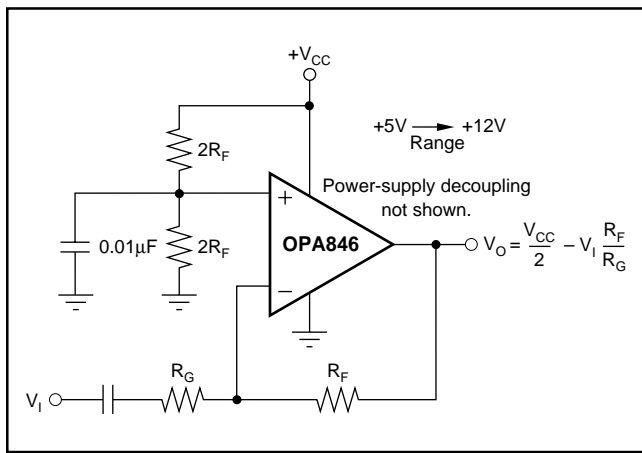 +V_CC
+5V → +12V
Range
2R_F
Power-supply decoupling
not shown.
+
OPA846
0.01µF
2R_F
V_O = V_CC/2 – V_I R_F/R_G
–
R_G
R_F
V_I